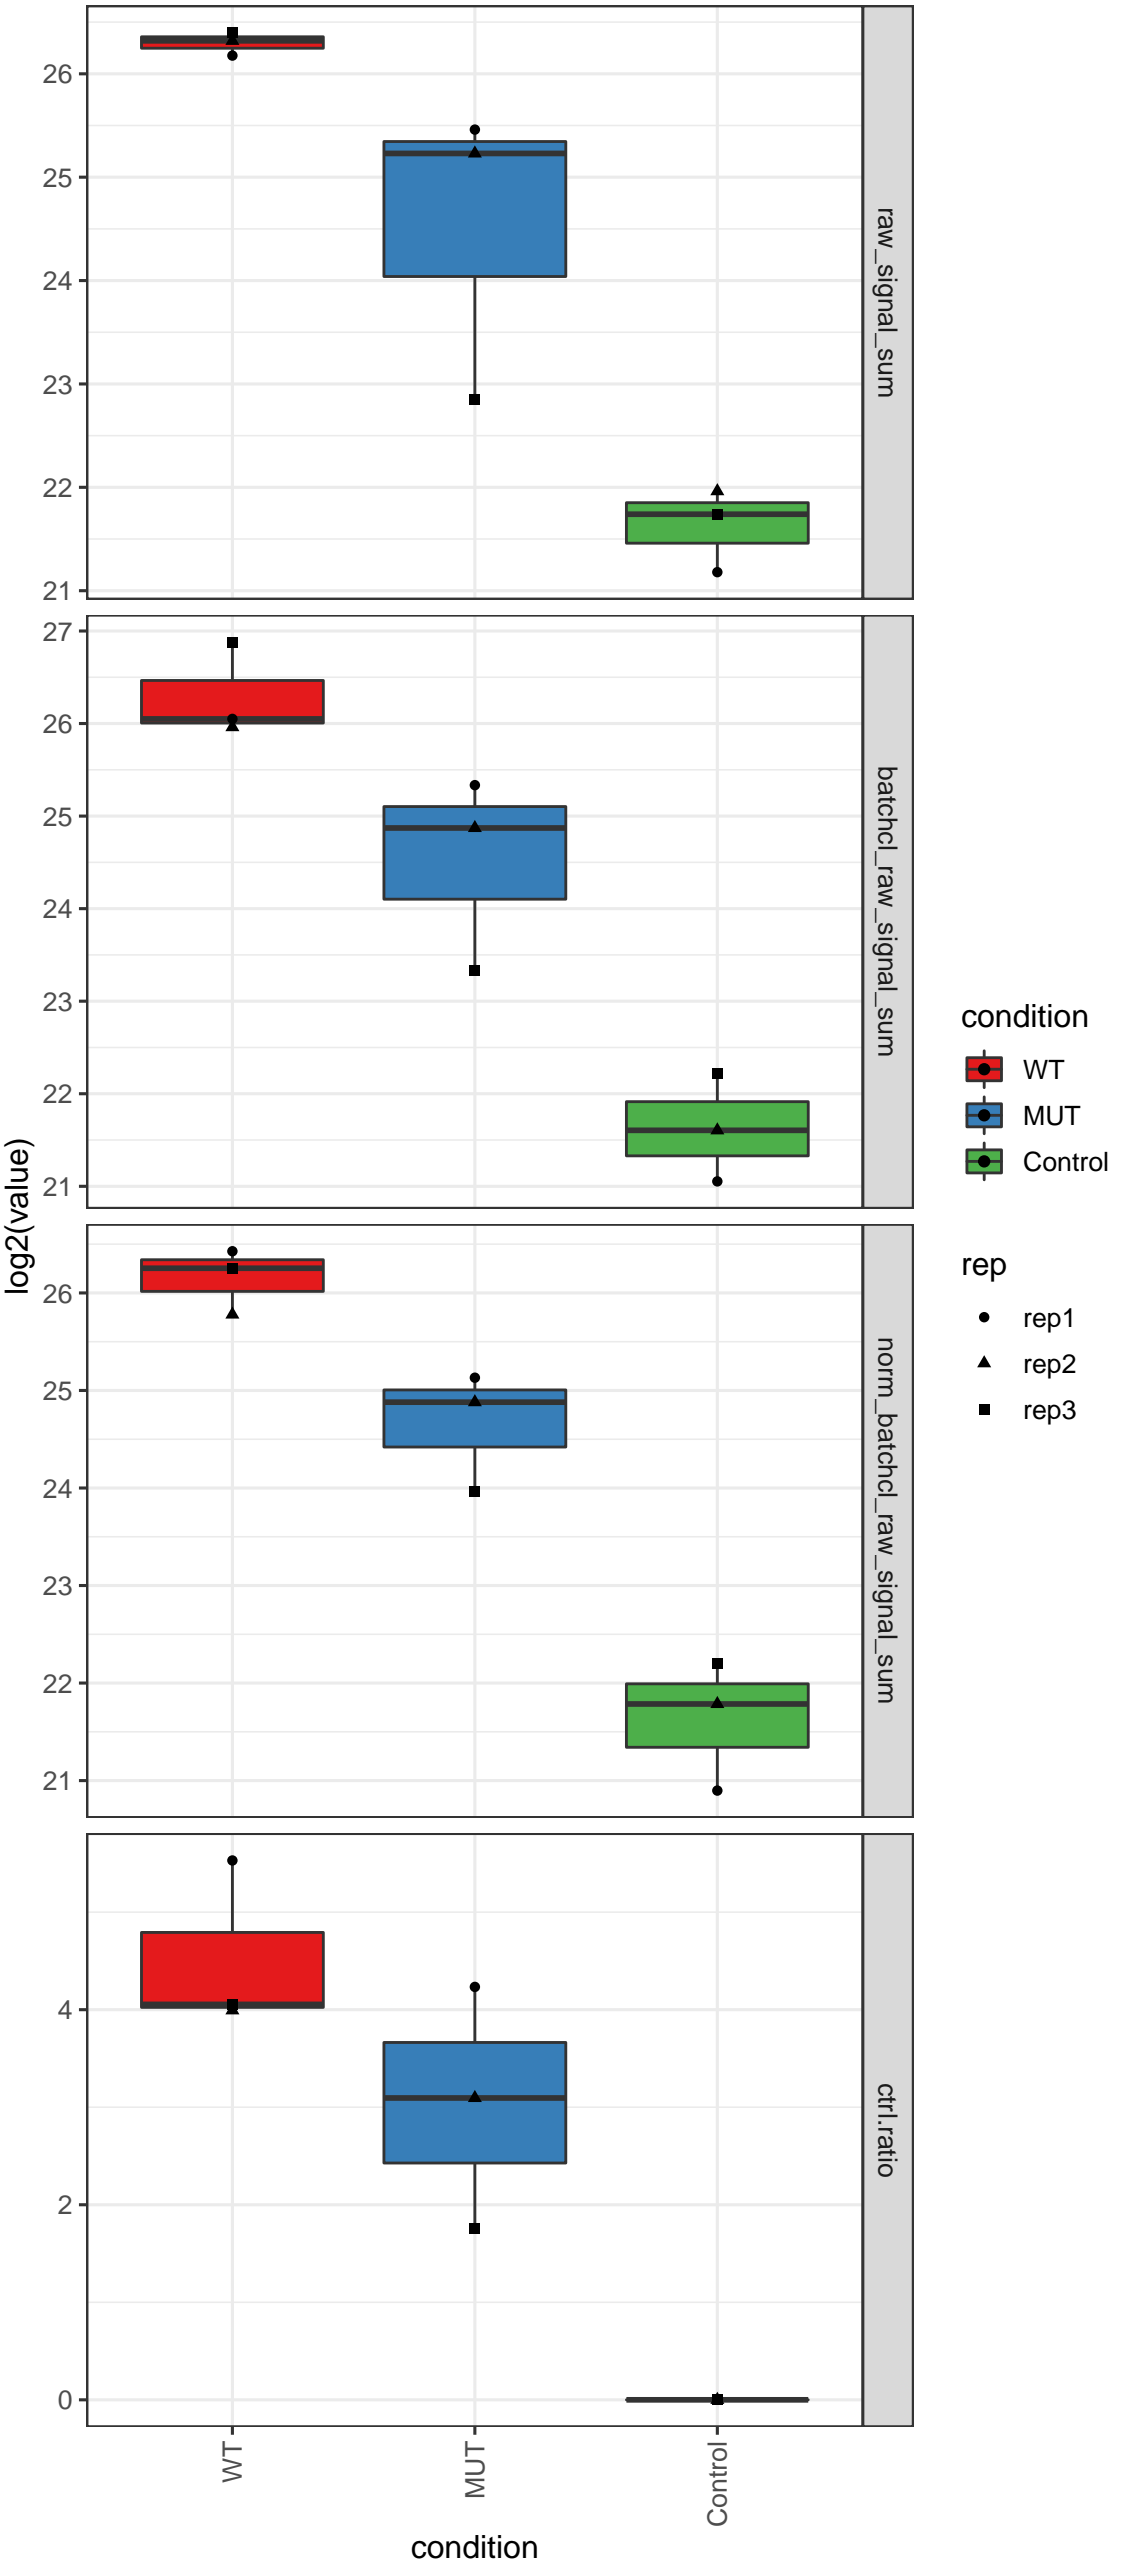 26
25
24
23
22
21
raw_signal_sum
27
26
25
24
23
22
21
batchcl_raw_signal_sum
26
25
24
23
22
21
norm_batchcl_raw_signal_sum
4
2
0
ctrl.ratio
log2(value)
WT
MUT
Control
condition
condition
WT
MUT
Control
rep
rep1
rep2
rep3